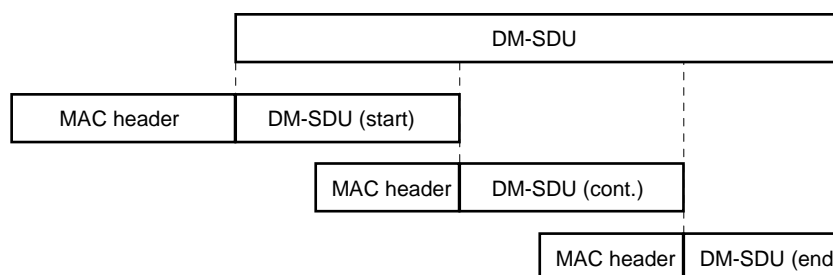 DM-SDU
MAC header DM-SDU (start)
MAC header DM-SDU (cont.)
MAC header DM-SDU (end